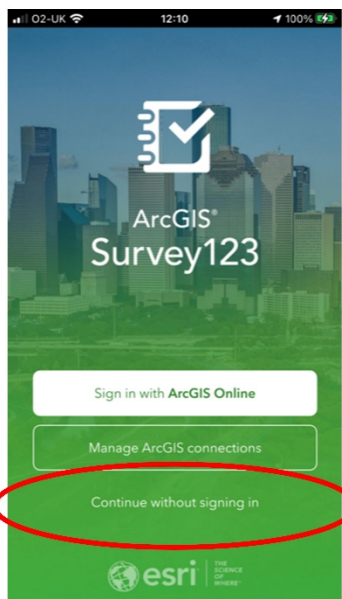 O2-UK 12:10 100%
ArcGIS®
Survey123
Sign in with ArcGIS Online
Manage ArcGIS connections
Continue without signing in
esri
THE
SCIENCE
OF
WHERE™